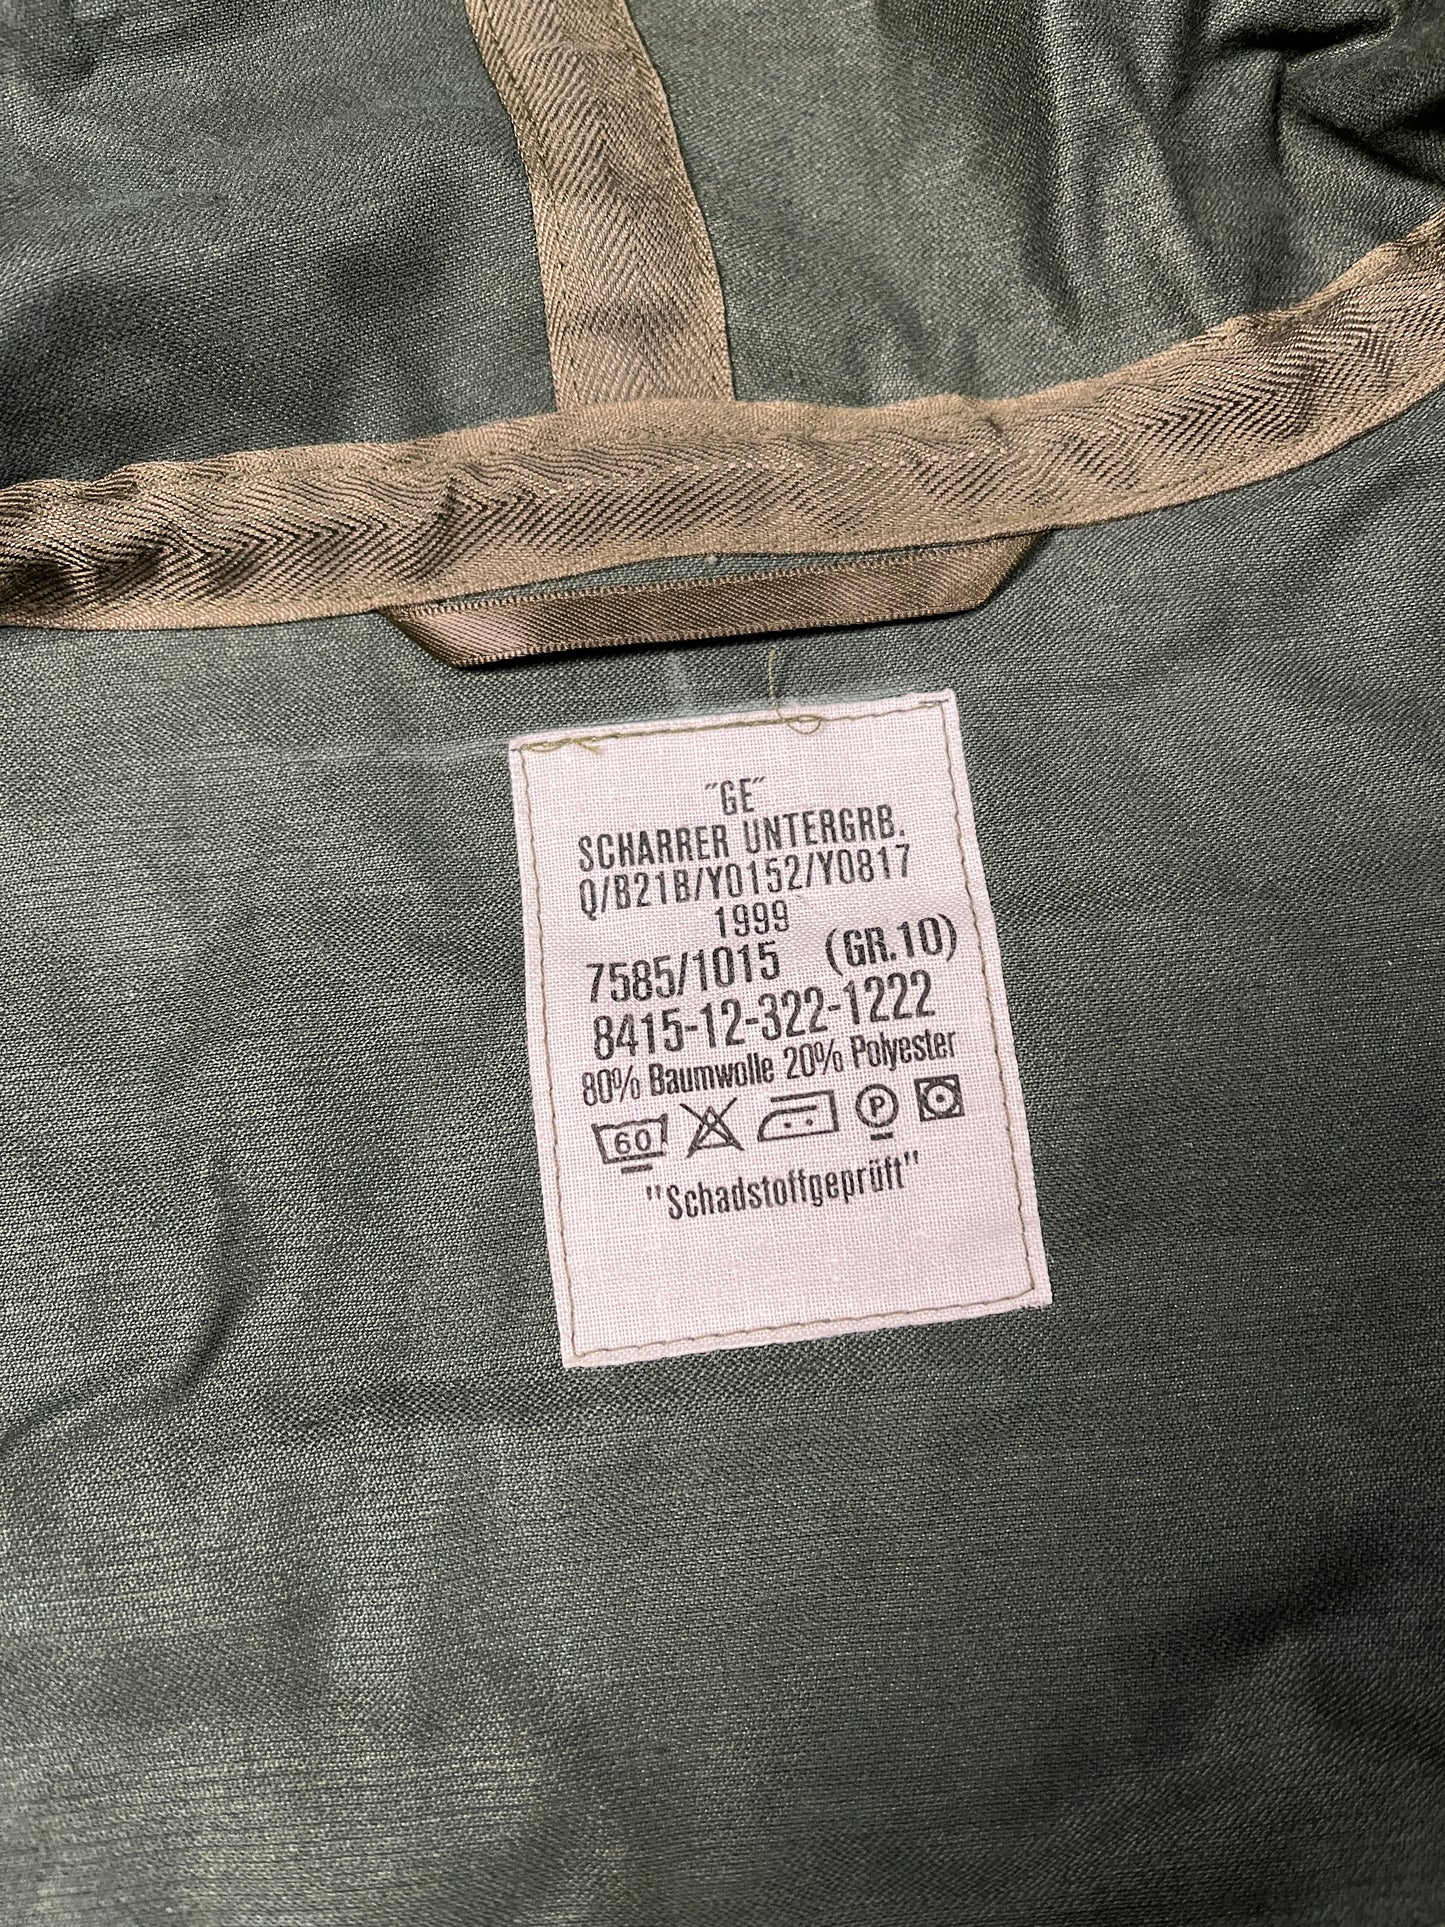 "GE"
SCHARRER UNTERGRB.
Q/B21B/Y0152/Y0817
1999
7585/1015 (GR.10)
8415-12-322-1222
80% Baumwolle 20% Polyester
60 P
"Schadstoffgeprüft"